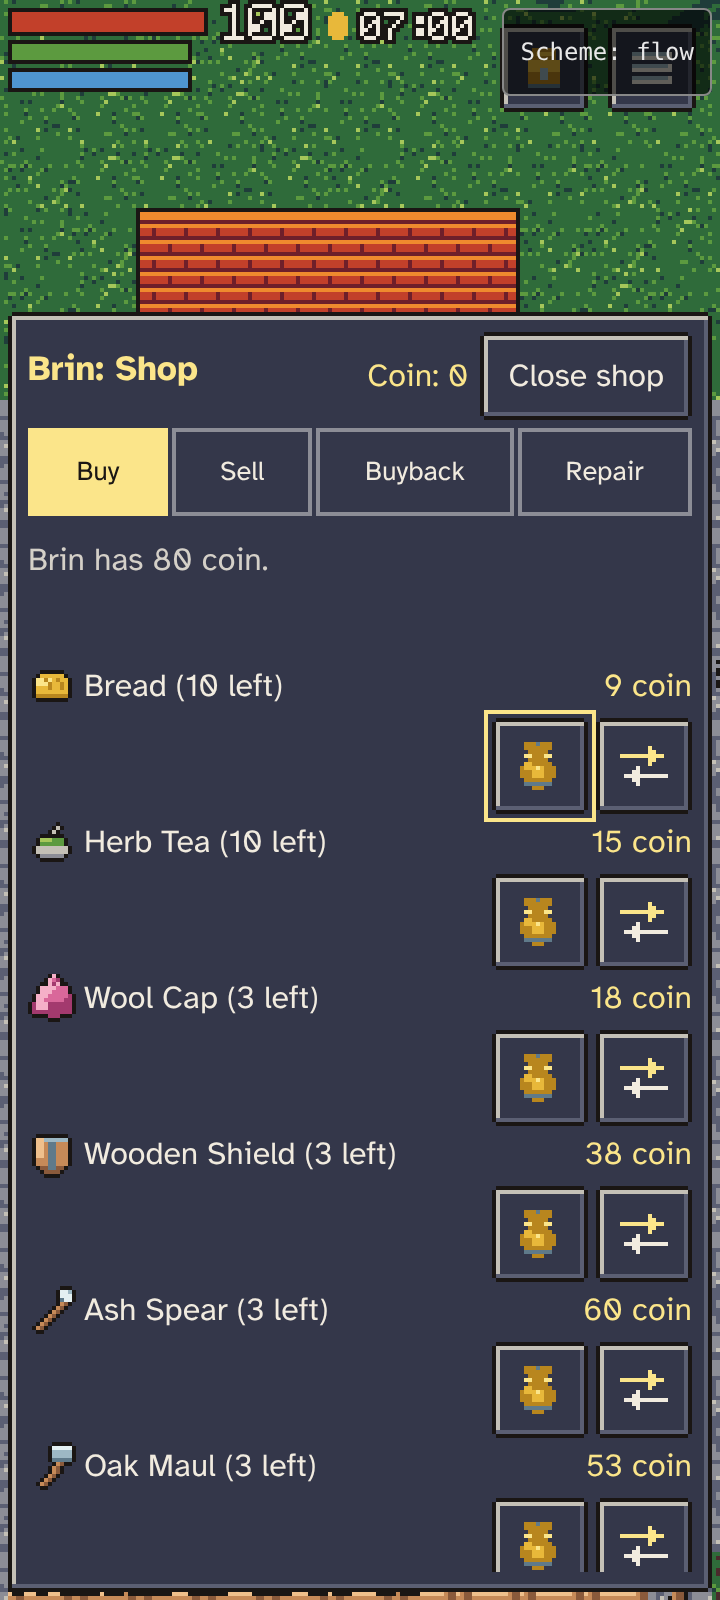 100 07:00
Scheme: flow
Brin: Shop
Coin: 0
Close shop
Buy
Sell
Buyback
Repair
Brin has 80 coin.
Bread (10 left)
9 coin
Herb Tea (10 left)
15 coin
Wool Cap (3 left)
18 coin
Wooden Shield (3 left)
38 coin
Ash Spear (3 left)
60 coin
Oak Maul (3 left)
53 coin